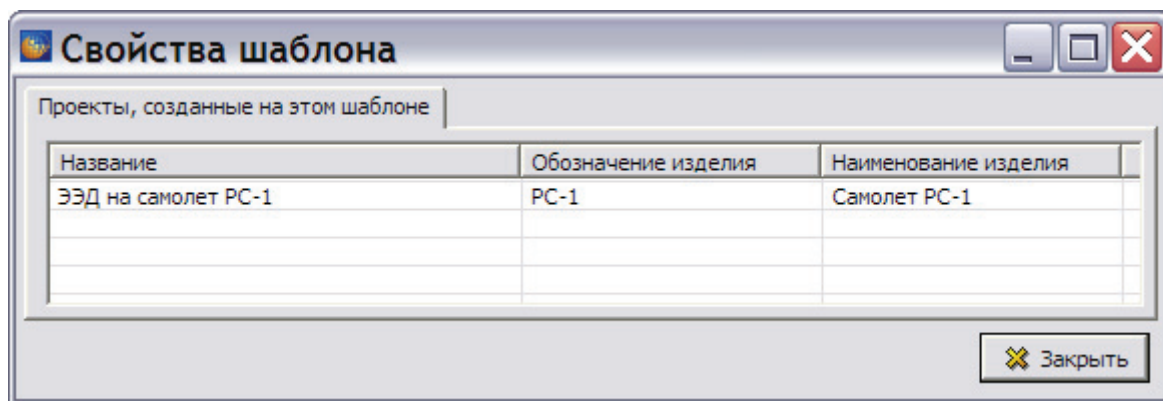 Свойства шаблона
Проекты, созданные на этом шаблоне
Название Обозначение изделия Наименование изделия
ЭЭД на самолет РС-1 РС-1 Самолет РС-1
Закрыть